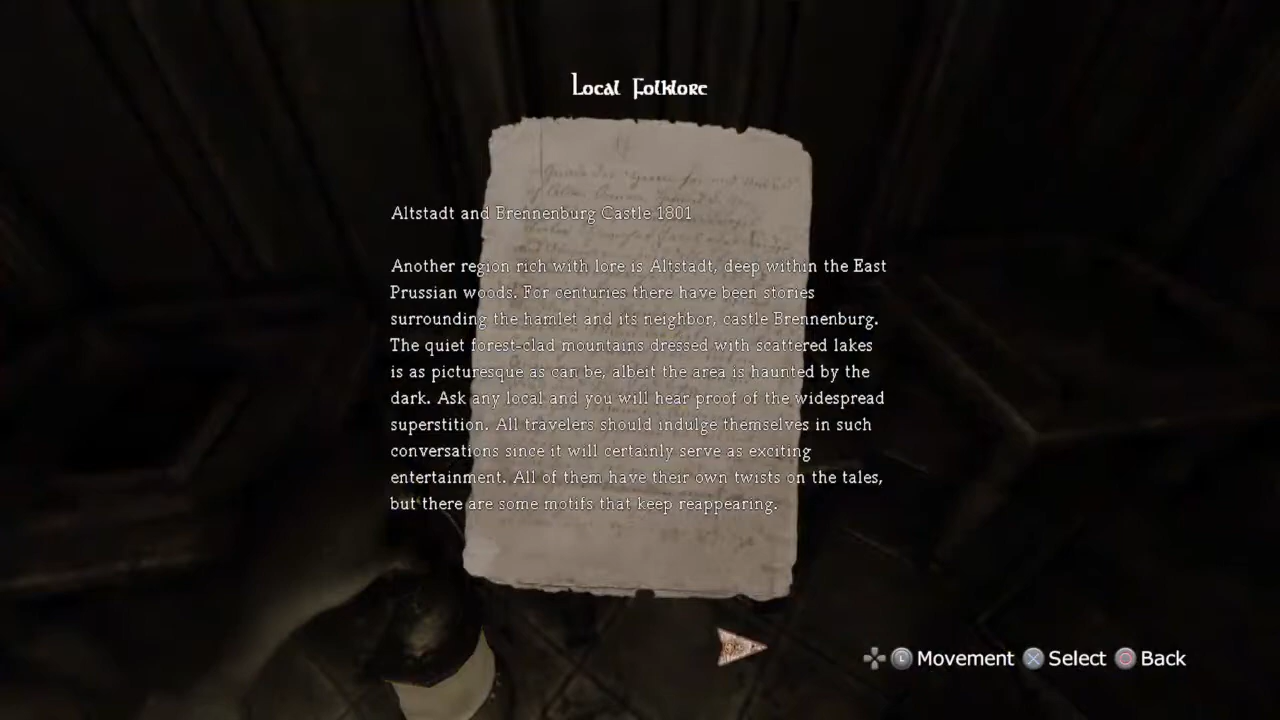 Local Folklore
Altstadt and Brennenburg Castle 1801
Another region rich with lore is Altstadt, deep within the East
Prussian woods. For centuries there have been stories
surrounding the hamlet and its neighbor, castle Brennenburg.
The quiet forest-clad mountains dressed with scattered lakes
is as picturesque as can be, albeit the area is haunted by the
dark. Ask any local and you will hear proof of the widespread
superstition. All travelers should indulge themselves in such
conversations since it will certainly serve as exciting
entertainment. All of them have their own twists on the tales,
but there are some motifs that keep reappearing.
L Movement X Select O Back